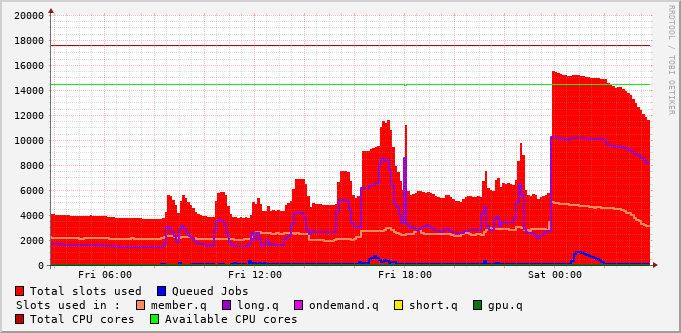 20000
18000
16000
14000
12000
10000
8000
6000
4000
2000
0
Fri 06:00 Fri 12:00 Fri 18:00 Sat 00:00
RRDTOOL / TOBI OETIKER
Total slots used Queued Jobs
Slots used in : member.q long.q ondemand.q short.q gpu.q
Total CPU cores Available CPU cores